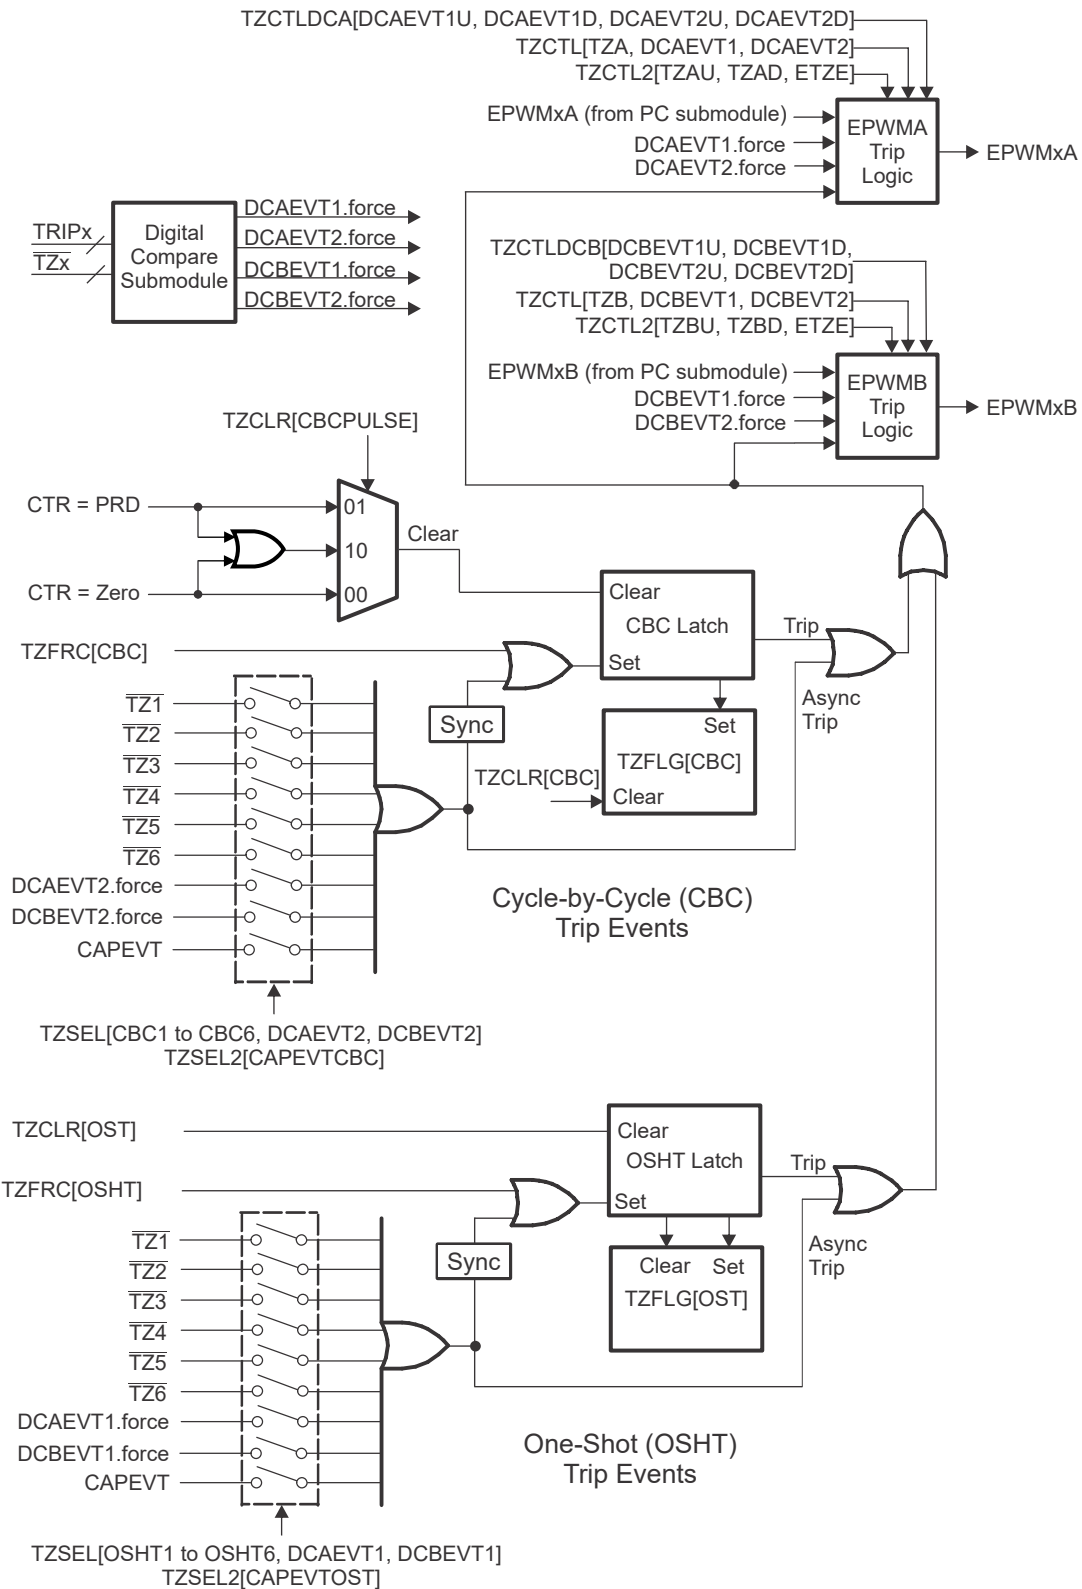 TZCTLDCA[DCAEVT1U, DCAEVT1D, DCAEVT2U, DCAEVT2D]
TZCTL[TZA, DCAEVT1, DCAEVT2]
TZCTL2[TZAU, TZAD, ETZE]
EPWMxA (from PC submodule)
DCAEVT1.force
DCAEVT2.force
EPWMA
Trip
Logic
EPWMxA
TRIPx
TZx
Digital
Compare
Submodule
DCAEVT1.force
DCAEVT2.force
DCBEVT1.force
DCBEVT2.force
TZCTLDCB[DCBEVT1U, DCBEVT1D,
DCBEVT2U, DCBEVT2D]
TZCTL[TZB, DCBEVT1, DCBEVT2]
TZCTL2[TZBU, TZBD, ETZE]
EPWMxB (from PC submodule)
DCBEVT1.force
DCBEVT2.force
EPWMB
Trip
Logic
EPWMxB
TZCLR[CBCPULSE]
CTR = PRD
CTR = Zero
01
10
00
Clear
Clear
CBC Latch
Set
Trip
TZFRC[CBC]
Sync
Async
Trip
Set
TZFLG[CBC]
Clear
TZCLR[CBC]
TZ1
TZ2
TZ3
TZ4
TZ5
TZ6
DCAEVT2.force
DCBEVT2.force
CAPEVT
Cycle-by-Cycle (CBC)
Trip Events
TZSEL[CBC1 to CBC6, DCAEVT2, DCBEVT2]
TZSEL2[CAPEVTCBC]
TZCLR[OST]
Clear
OSHT Latch
Set
Trip
TZFRC[OSHT]
Sync
Async
Trip
Clear Set
TZFLG[OST]
TZ1
TZ2
TZ3
TZ4
TZ5
TZ6
DCAEVT1.force
DCBEVT1.force
CAPEVT
One-Shot (OSHT)
Trip Events
TZSEL[OSHT1 to OSHT6, DCAEVT1, DCBEVT1]
TZSEL2[CAPEVTOST]